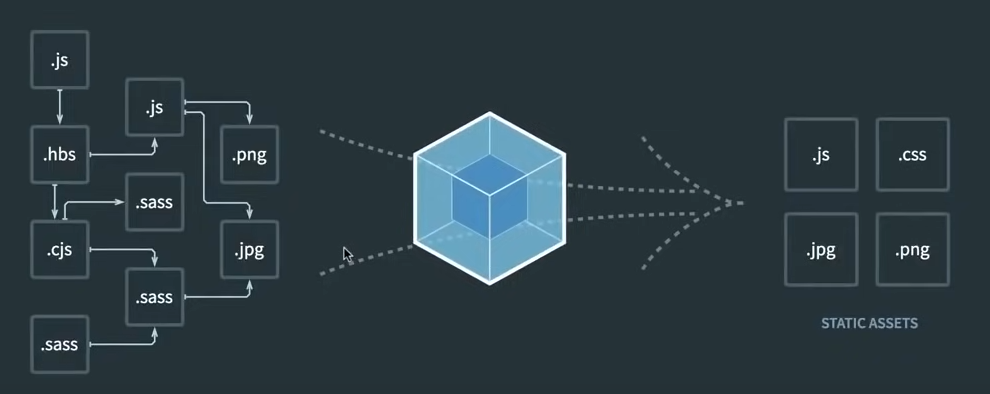 .js
.js
.hbs
.png
.sass
.cjs
.jpg
.sass
.sass
.js
.css
.jpg
.png
STATIC ASSETS